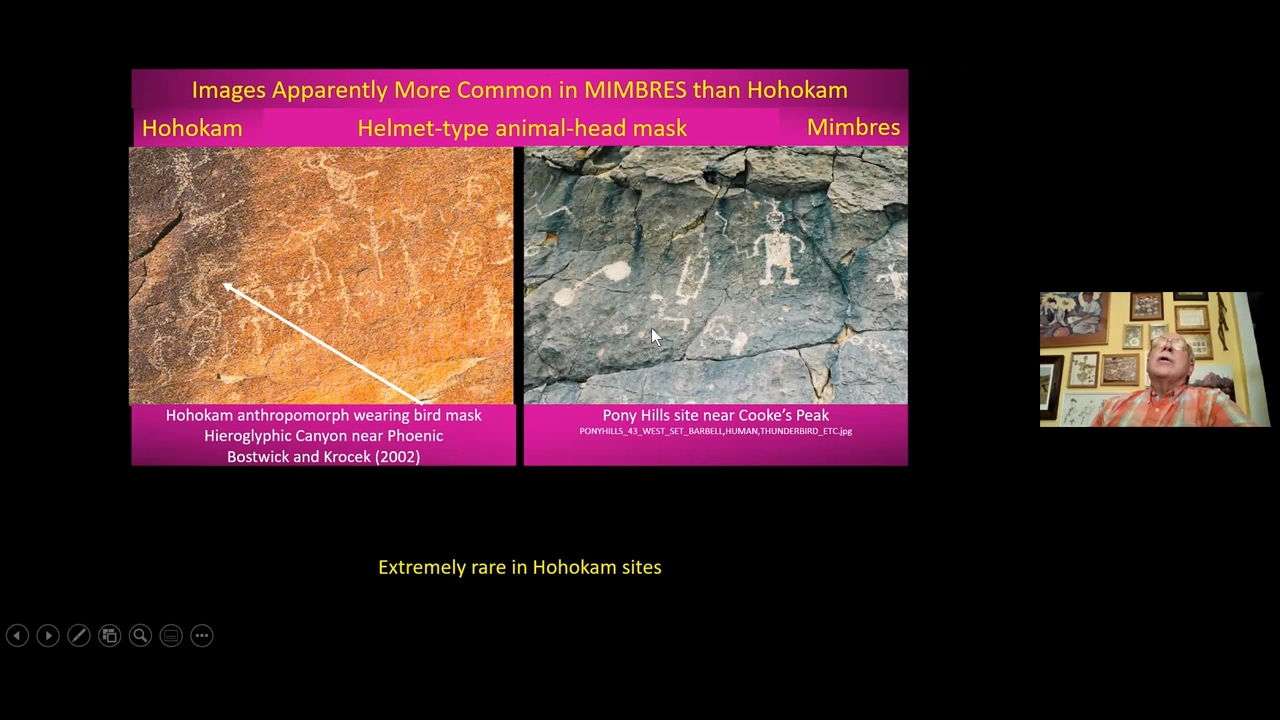 Images Apparently More Common in MIMBRES than Hohokam
Hohokam
Helmet-type animal-head mask
Mimbres
Hohokam anthropomorph wearing bird mask
Hieroglyphic Canyon near Phoenic
Bostwick and Krocek (2002)
Pony Hills site near Cooke's Peak
PONYHILLS_43_WEST_SET_BARBELL,HUMAN,THUNDERBIRD_ETC.jpg
Extremely rare in Hohokam sites